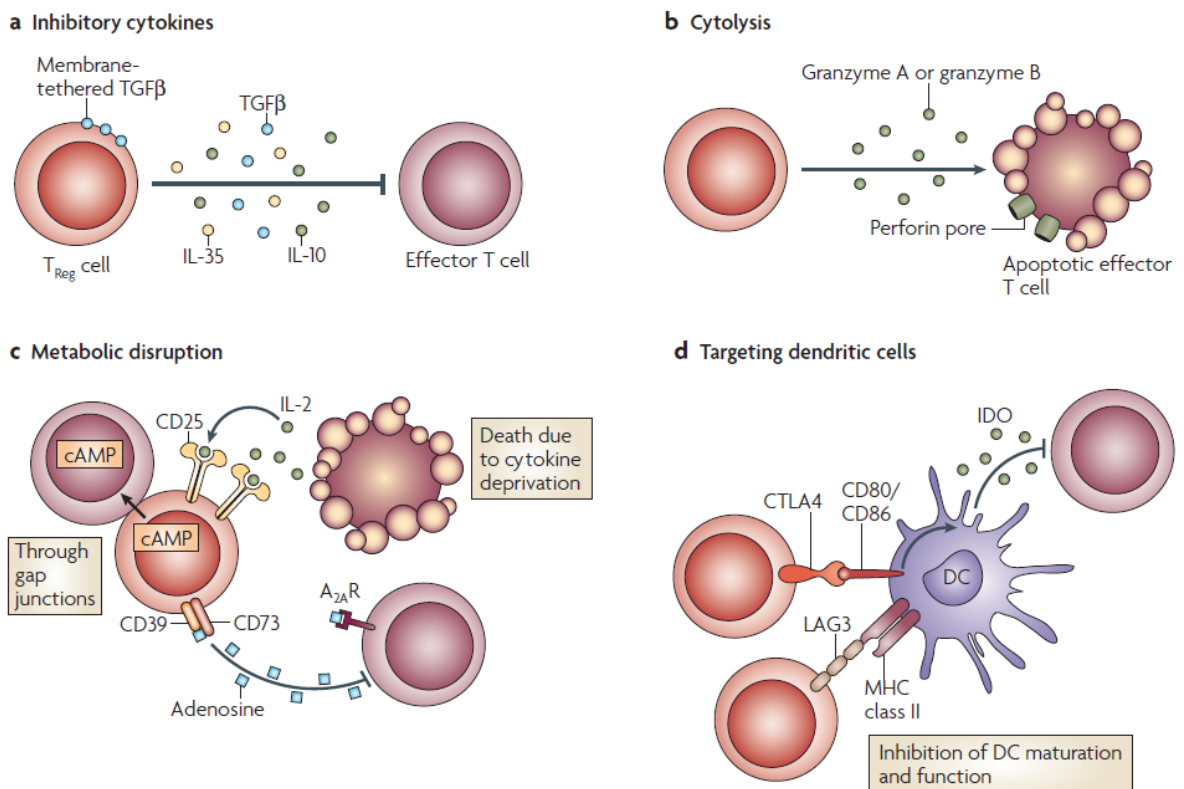 a Inhibitory cytokines
Membrane-
tethered TGFβ
TGFβ
IL-35
IL-10
T_Reg cell
Effector T cell
b Cytolysis
Granzyme A or granzyme B
Perforin pore
Apoptotic effector
T cell
c Metabolic disruption
CD25
IL-2
cAMP
cAMP
Death due
to cytokine
deprivation
Through
gap
junctions
CD39
CD73
A2AR
Adenosine
d Targeting dendritic cells
IDO
CTLA4
CD80/
CD86
DC
LAG3
MHC
class II
Inhibition of DC maturation
and function